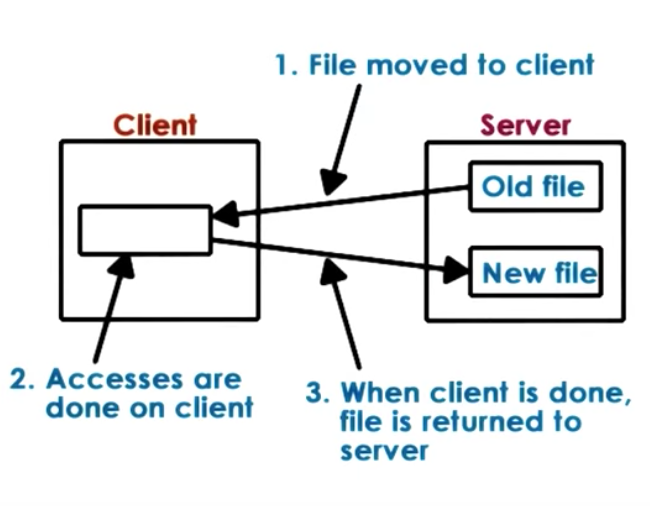 1. File moved to client
Client
Server
Old file
New file
2. Accesses are
done on client
3. When client is done,
file is returned to
server